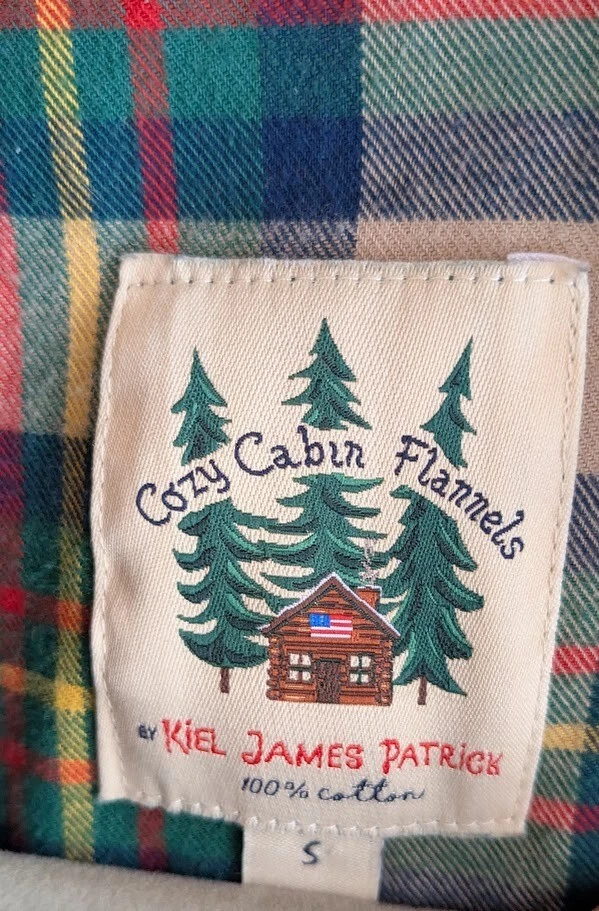 Cozy Cabin Flannels
BY KIEL JAMES PATRICK
100% cotton
S